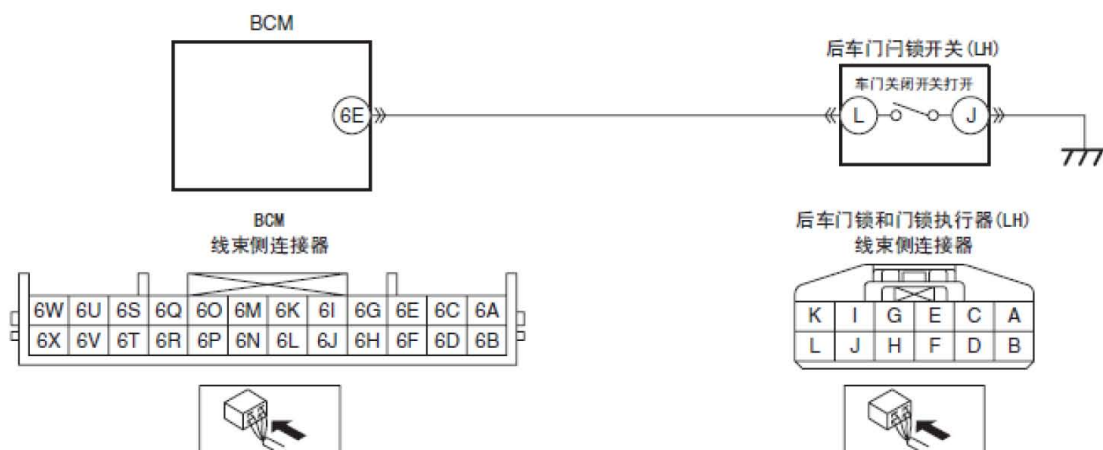 BCM
后车门闩锁开关(LH)
车门关闭开关打开
6E
L
J
BCM
线束侧连接器
后车门锁和门锁执行器(LH)
线束侧连接器
6W 6U 6S 6Q 6O 6M 6K 6I 6G 6E 6C 6A
6X 6V 6T 6R 6P 6N 6L 6J 6H 6F 6D 6B
K I G E C A
L J H F D B